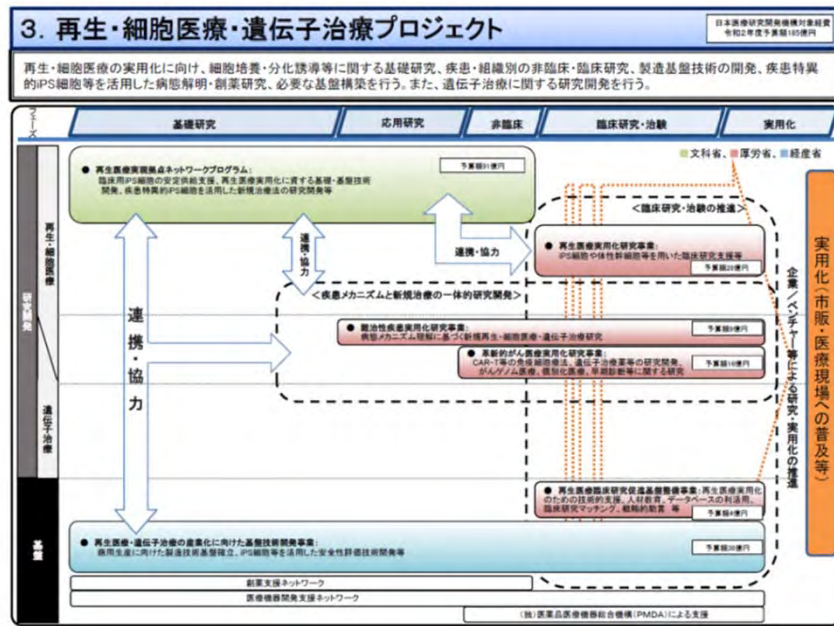 3. 再生・細胞医療・遺伝子治療プロジェクト
日本医療研究開発機構対象経費
令和2年度予算額185億円
再生・細胞医療の実用化に向け、細胞培養・分化誘導等に関する基礎研究、疾患・組織別の非臨床・臨床研究、製造基盤技術の開発、疾患特異
的iPS細胞等を活用した病態解明・創薬研究、必要な基盤構築を行う。また、遺伝子治療に関する研究開発を行う。
フェーズ
基礎研究
応用研究
非臨床
臨床研究・治験
実用化
■文科省、■厚労省、■経産省
● 再生医療実現拠点ネットワークプログラム:
予算額91億円
臨床用iPS細胞の安定供給支援、再生医療実用化に資する基礎・基盤技術
開発、疾患特異的iPS細胞を活用した新規治療法の研究開発等
<臨床研究・治験の推進>
再生・細胞医療
連携・協力
連携・協力
● 再生医療実用化研究事業:
iPS細胞や体性幹細胞等を用いた臨床研究支援等
予算額28億円
<疾患メカニズムと新規治療の一体的研究開発>
研究開発
● 難治性疾患実用化研究事業:
病態メカニズム理解に基づく新規再生・細胞医療・遺伝子治療研究
● 革新的がん医療実用化研究事業:
CAR-T等の免疫細胞療法、遺伝子治療薬等の研究開発、
がんゲノム医療、個別化医療、早期診断等に関する研究
連携・協力
遺伝子治療
企業/ベンチャー等による研究・実用化の推進
実用化(市販・医療現場への普及等)
● 再生医療臨床研究促進基盤整備事業:再生医療実用化
のための技術的支援、人材教育、データベースの利活用、
臨床研究マッチング、戦略的助言 等
基盤
● 再生医療・遺伝子治療の産業化に向けた基盤技術開発事業:
商用生産に向けた製造技術基盤確立、iPS細胞等を活用した安全性評価技術開発等
創薬支援ネットワーク
医療機器開発支援ネットワーク
(独)医薬品医療機器総合機構(PMDA)による支援